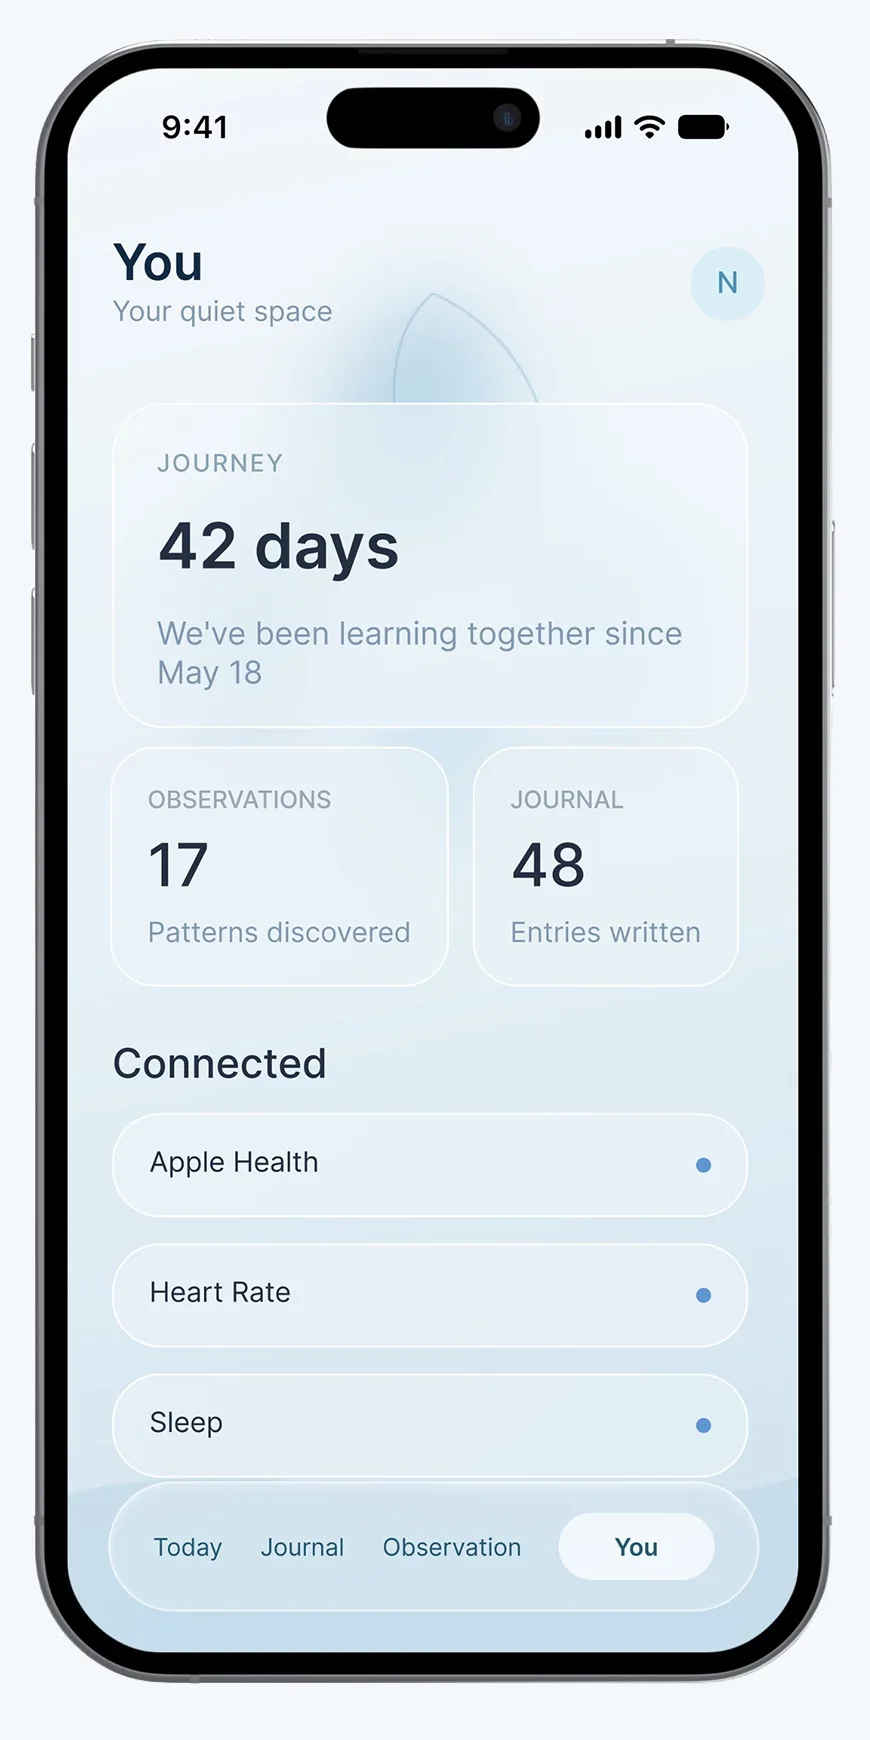 9:41
You
Your quiet space
N
JOURNEY
42 days
We've been learning together since
May 18
OBSERVATIONS
17
Patterns discovered
JOURNAL
48
Entries written
Connected
Apple Health
Heart Rate
Sleep
Today Journal Observation You